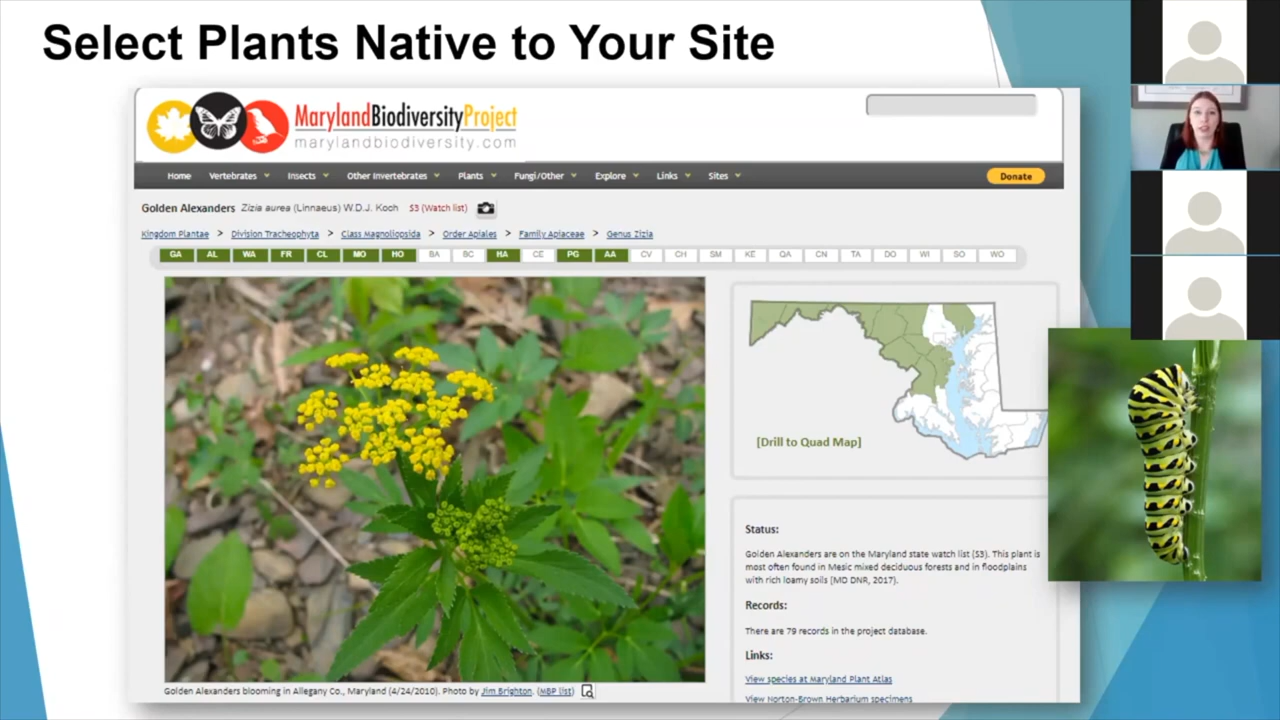 Select Plants Native to Your Site
MarylandBiodiversityProject
marylandbiodiversity.com
Home Vertebrates Insects Other Invertebrates Plants Fungi/Other Explore Links Sites Donate
Golden Alexanders Zizia aurea (Linnaeus) W.D.J. Koch S3 (Watch list)
Kingdom Plantae > Division Tracheophyta > Class Magnoliopsida > Order Apiales > Family Apiaceae > Genus Zizia
GA AL WA FR CL MO HO BA BC HA CE PG AA CV CH SM KE QA CN TA DO WI SO WO
[Drill to Quad Map]
Status:
Golden Alexanders are on the Maryland state watch list (S3). This plant is
most often found in Mesic mixed deciduous forests and in floodplains
with rich loamy soils (MD DNR, 2017).
Records:
There are 79 records in the project database.
Links:
View species at Maryland Plant Atlas
View Norton-Brown Herbarium specimens
Golden Alexanders blooming in Allegany Co., Maryland (4/24/2010). Photo by Jim Brighton. (MBP list)